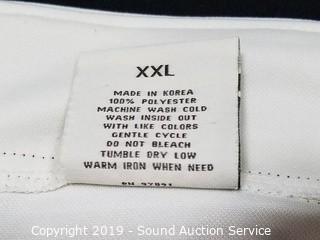 XXL
MADE IN KOREA
100% POLYESTER
MACHINE WASH COLD
WASH INSIDE OUT
WITH LIKE COLORS
GENTLE CYCLE
DO NOT BLEACH
TUMBLE DRY LOW
WARM IRON WHEN NEED
Copyright © 2019 - Sound Auction Service